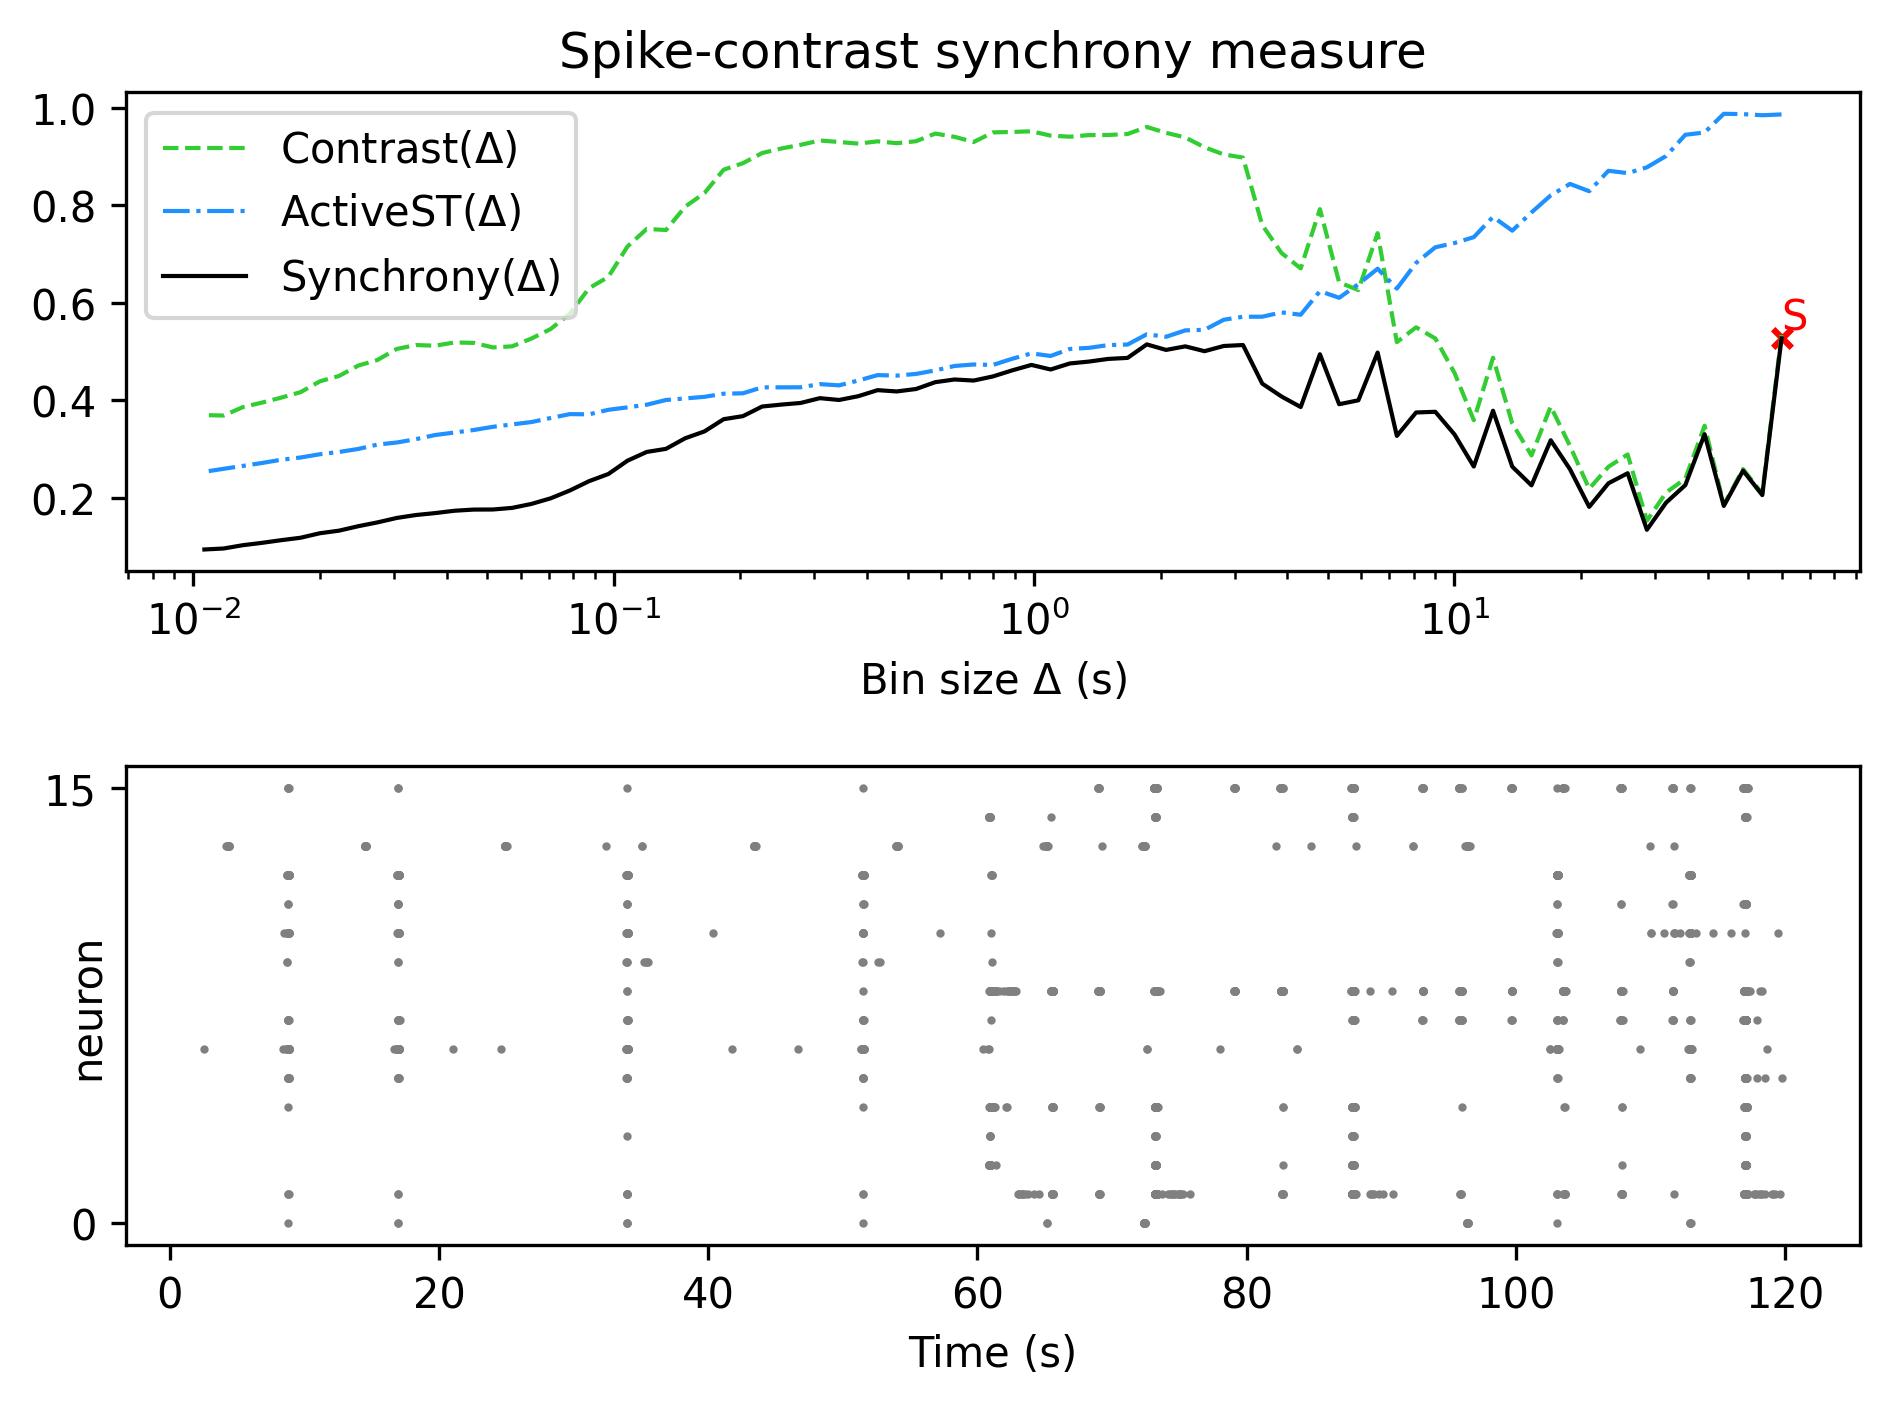 Spike-contrast synchrony measure
1.0
0.8
0.6
0.4
0.2
Contrast(Δ)
ActiveST(Δ)
Synchrony(Δ)
S
10⁻² 10⁻¹ 10⁰ 10¹
Bin size Δ (s)
15
0
neuron
0 20 40 60 80 100 120
Time (s)